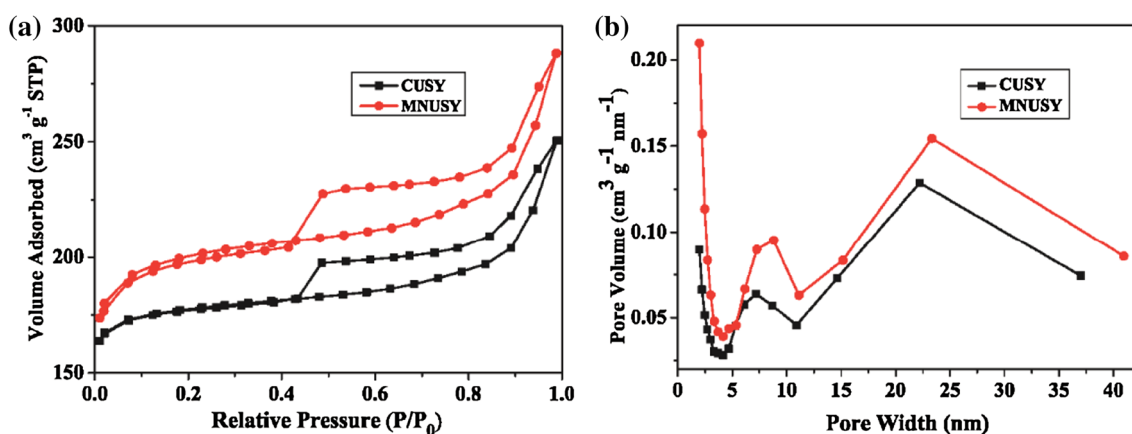 (a)
300
250
200
150
Volume Adsorbed (cm³ g⁻¹ STP)
CUSY
MNUSY
0.0 0.2 0.4 0.6 0.8 1.0
Relative Pressure (P/P₀)
(b)
0.20
0.15
0.10
0.05
Pore Volume (cm³ g⁻¹ nm⁻¹)
CUSY
MNUSY
0 5 10 15 20 25 30 35 40
Pore Width (nm)